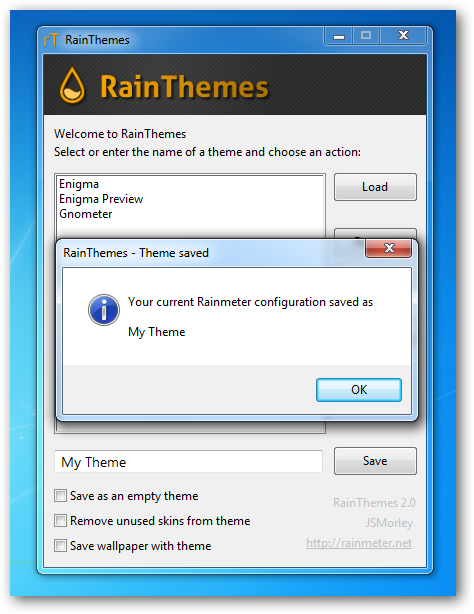 rT RainThemes
RainThemes
Welcome to RainThemes
Select or enter the name of a theme and choose an action:
Enigma
Enigma Preview
Gnometer
Load
RainThemes - Theme saved
Your current Rainmeter configuration saved as
My Theme
OK
My Theme
Save
Save as an empty theme
Remove unused skins from theme
Save wallpaper with theme
RainThemes 2.0
JSMorley
http://rainmeter.net